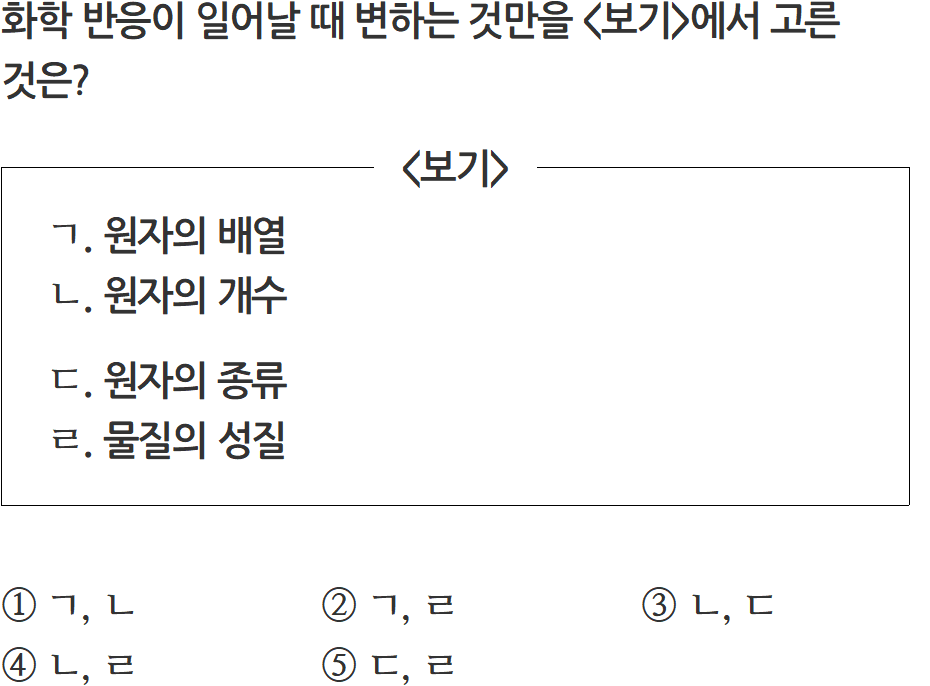 화학 반응이 일어날 때 변하는 것만을 <보기>에서 고른
것은?
<보기>
ㄱ. 원자의 배열
ㄴ. 원자의 개수
ㄷ. 원자의 종류
ㄹ. 물질의 성질
① ㄱ, ㄴ ② ㄱ, ㄹ ③ ㄴ, ㄷ
④ ㄴ, ㄹ ⑤ ㄷ, ㄹ